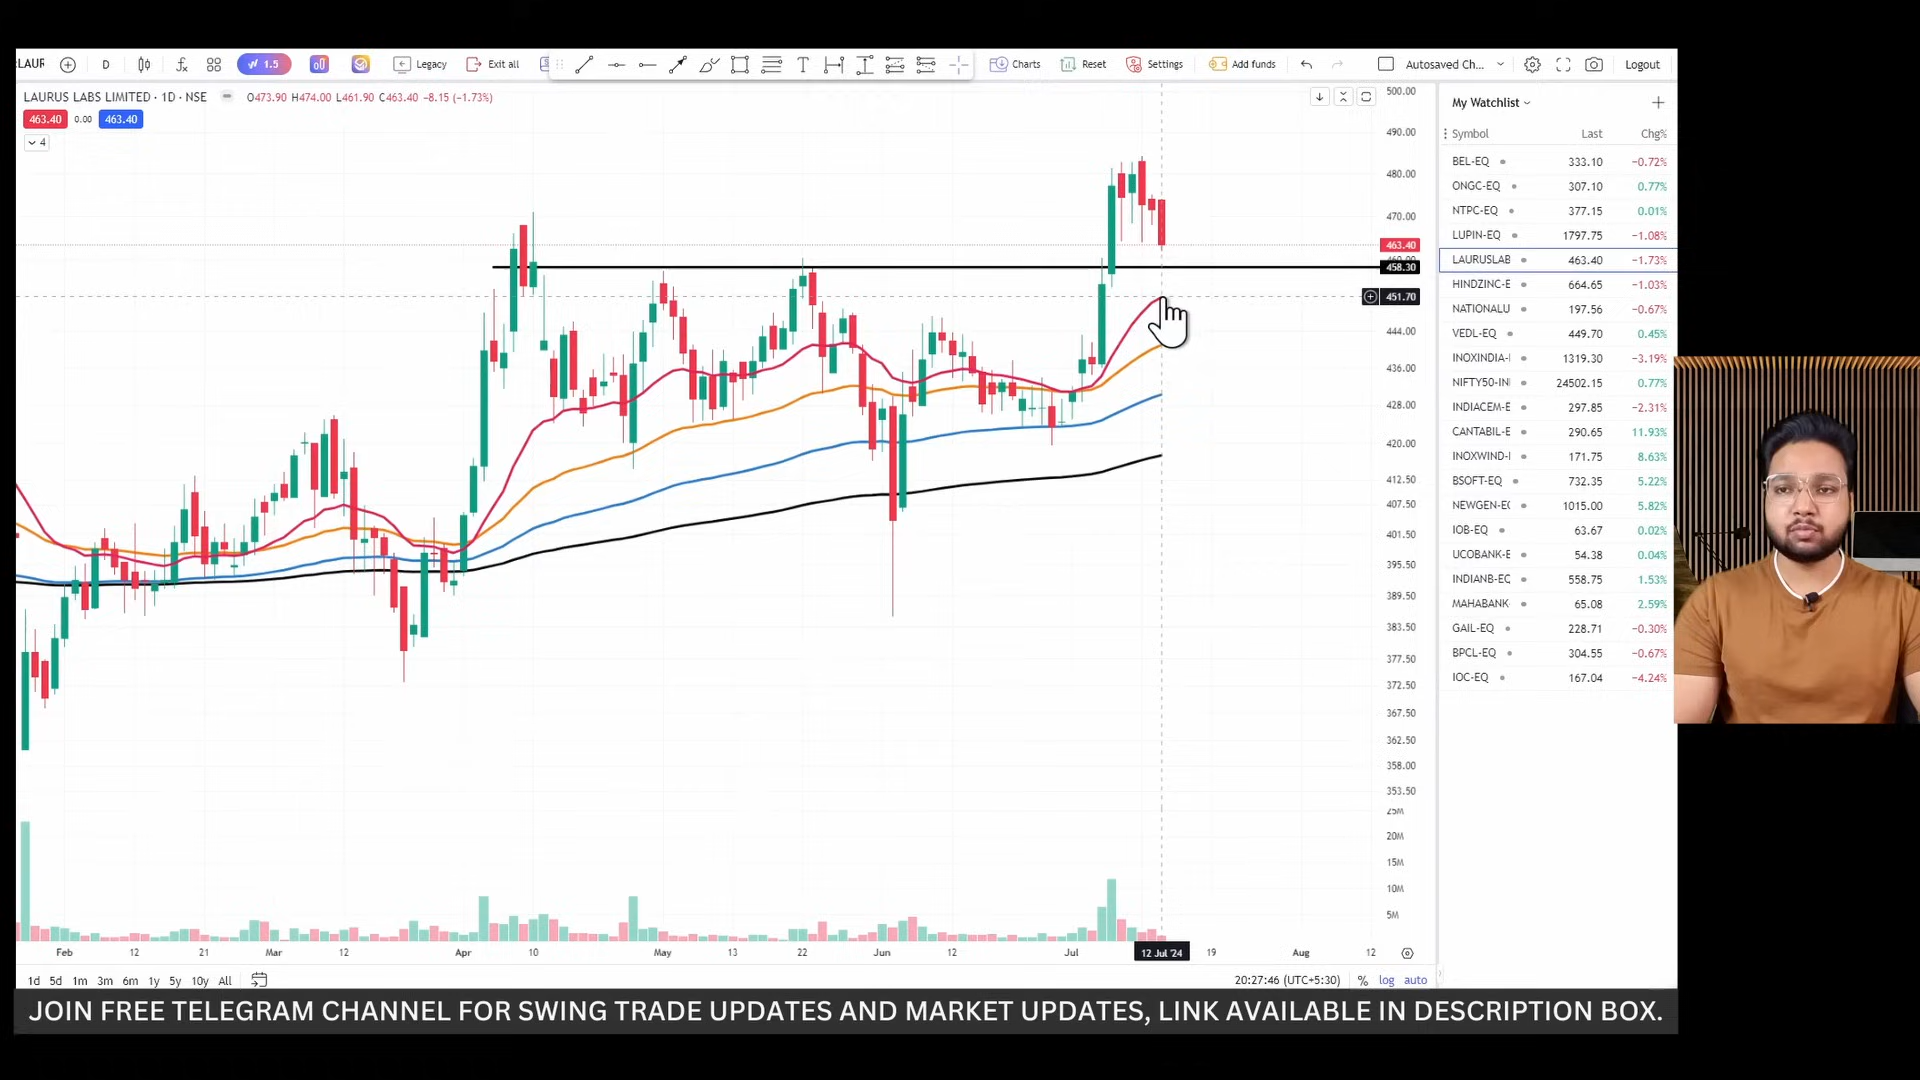 LAUR
D
1.5
Legacy
Exit all
T
Charts
Reset
Settings
Add funds
Autosaved Ch...
Logout
LAURUS LABS LIMITED · 1D · NSE
O473.90 H474.00 L461.90 C463.40 −8.15 (−1.73%)
463.40
0.00
463.40
4
500.00
490.00
480.00
470.00
463.40
460.00
458.30
451.70
444.00
436.00
428.00
420.00
412.50
407.50
401.50
395.50
389.50
383.50
377.50
372.50
367.50
362.50
358.00
353.50
25M
20M
15M
10M
5M
Feb
12
21
Mar
12
Apr
10
May
13
22
Jun
12
Jul
12 Jul '24
19
Aug
12
1d 5d 1m 3m 6m 1y 5y 10y All
20:27:46 (UTC+5:30)
% log auto
My Watchlist
Symbol Last Chg%
BEL-EQ 333.10 −0.72%
ONGC-EQ 307.10 0.77%
NTPC-EQ 377.15 0.01%
LUPIN-EQ 1797.75 −1.08%
LAURUSLAB 463.40 −1.73%
HINDZINC-E 664.65 −1.03%
NATIONALU 197.56 −0.67%
VEDL-EQ 449.70 0.45%
INOXINDIA- 1319.30 −3.19%
NIFTY50-IN 24502.15 0.77%
INDIACEM-E 297.85 −2.31%
CANTABIL-E 290.65 11.93%
INOXWIND- 171.75 8.63%
BSOFT-EQ 732.35 5.22%
NEWGEN-EQ 1015.00 5.82%
IOB-EQ 63.67 0.02%
UCOBANK-E 54.38 0.04%
INDIANB-EQ 558.75 1.53%
MAHABANK- 65.08 2.59%
GAIL-EQ 228.71 −0.30%
BPCL-EQ 304.55 −0.67%
IOC-EQ 167.04 −4.24%
JOIN FREE TELEGRAM CHANNEL FOR SWING TRADE UPDATES AND MARKET UPDATES, LINK AVAILABLE IN DESCRIPTION BOX.